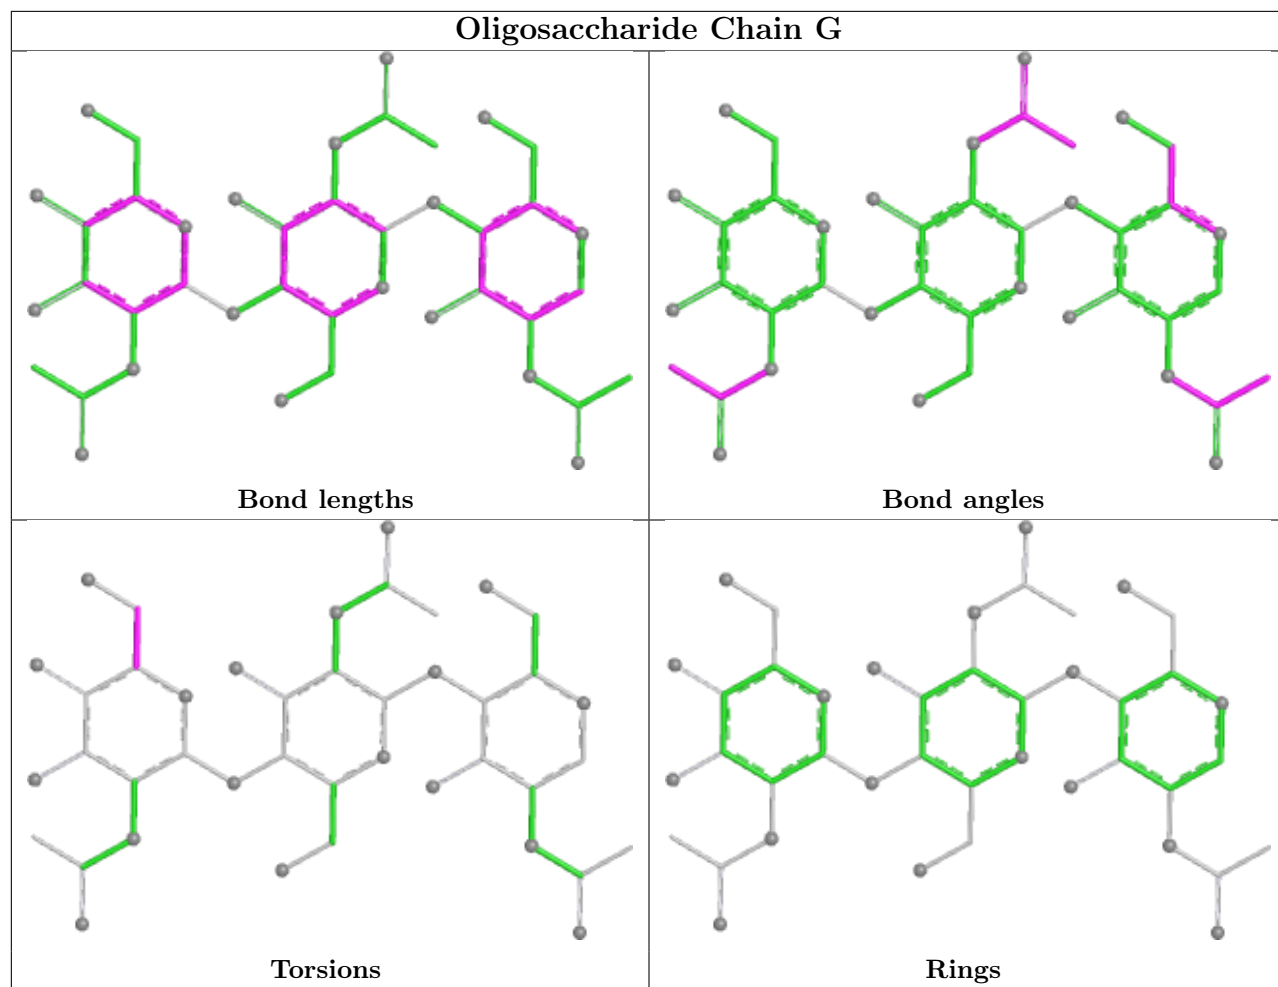 Oligosaccharide Chain G
Bond lengths
Bond angles
Torsions
Rings